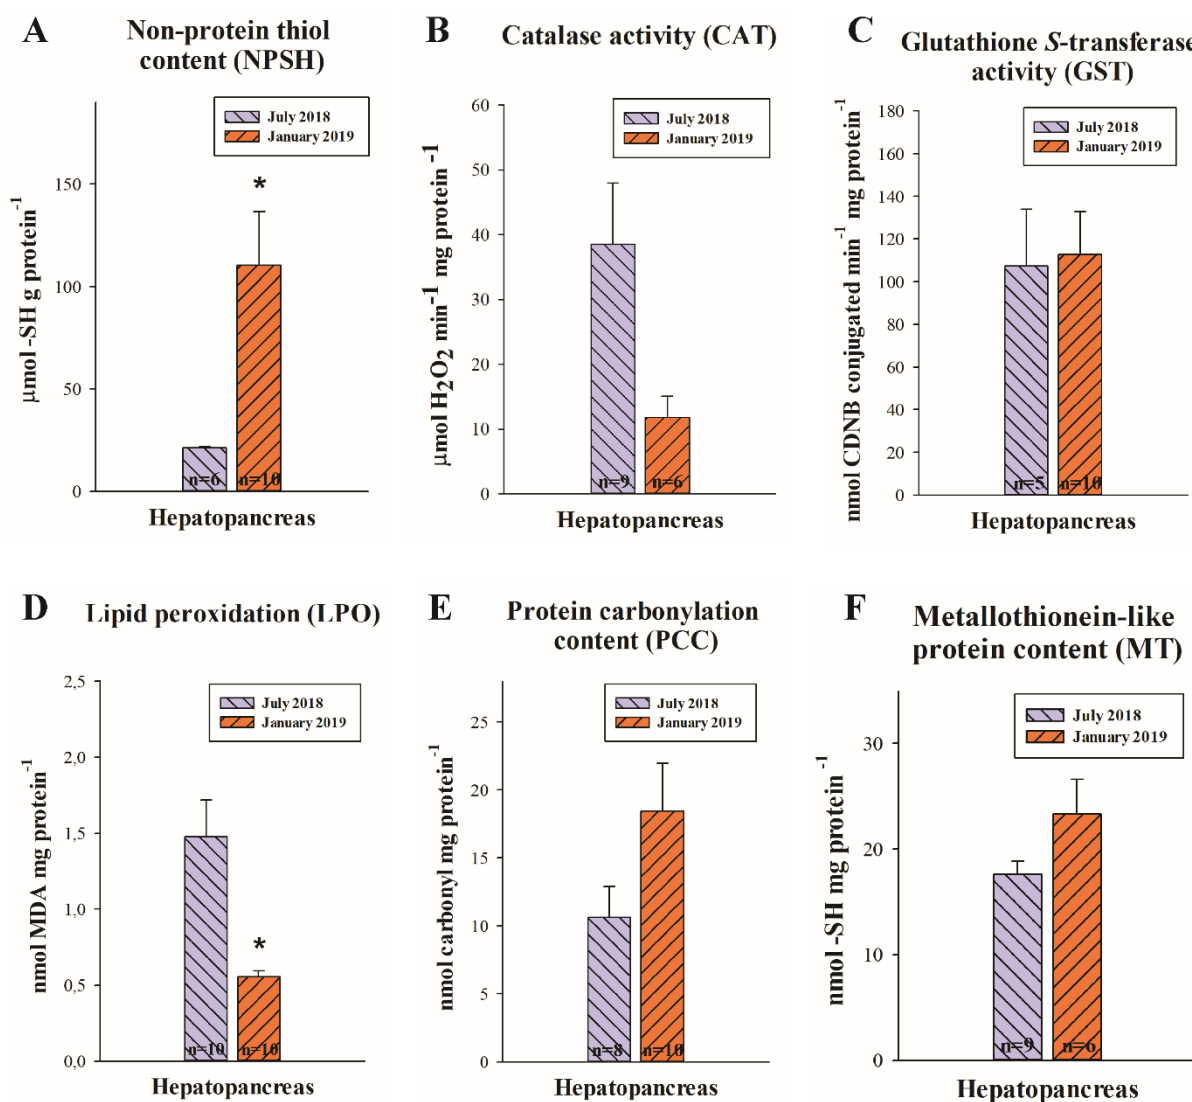 A
Non-protein thiol
content (NPSH)
July 2018
January 2019
*
μmol -SH g protein⁻¹
150
100
50
0
n=6
n=10
Hepatopancreas
B
Catalase activity (CAT)
July 2018
January 2019
μmol H₂O₂ min⁻¹ mg protein⁻¹
60
50
40
30
20
10
0
n=9
n=6
Hepatopancreas
C
Glutathione S-transferase
activity (GST)
July 2018
January 2019
nmol CDNB conjugated min⁻¹ mg protein⁻¹
180
160
140
120
100
80
60
40
20
0
n=5
n=10
Hepatopancreas
D
Lipid peroxidation (LPO)
July 2018
January 2019
*
nmol MDA mg protein⁻¹
2,5
2,0
1,5
1,0
0,5
0,0
n=10
n=10
Hepatopancreas
E
Protein carbonylation
content (PCC)
July 2018
January 2019
nmol carbonyl mg protein⁻¹
25
20
15
10
5
0
n=8
n=10
Hepatopancreas
F
Metallothionein-like
protein content (MT)
July 2018
January 2019
nmol -SH mg protein ⁻¹
30
20
10
0
n=9
n=6
Hepatopancreas